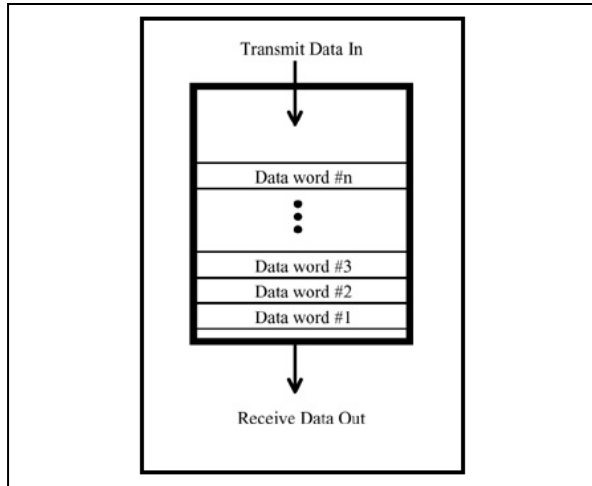 Transmit Data In
Data word #n
Data word #3
Data word #2
Data word #1
Receive Data Out